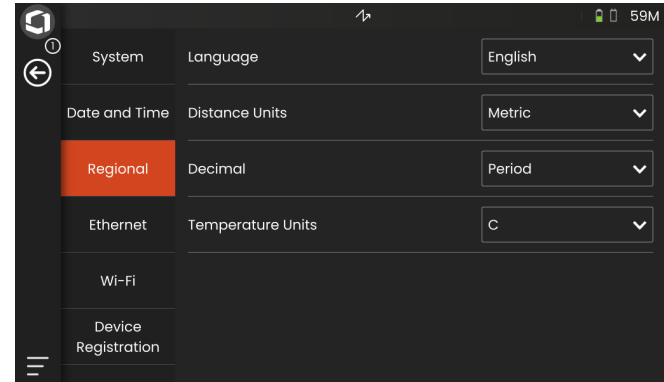 59M
1
System
Language
English
Date and Time
Distance Units
Metric
Regional
Decimal
Period
Ethernet
Temperature Units
C
Wi-Fi
Device
Registration